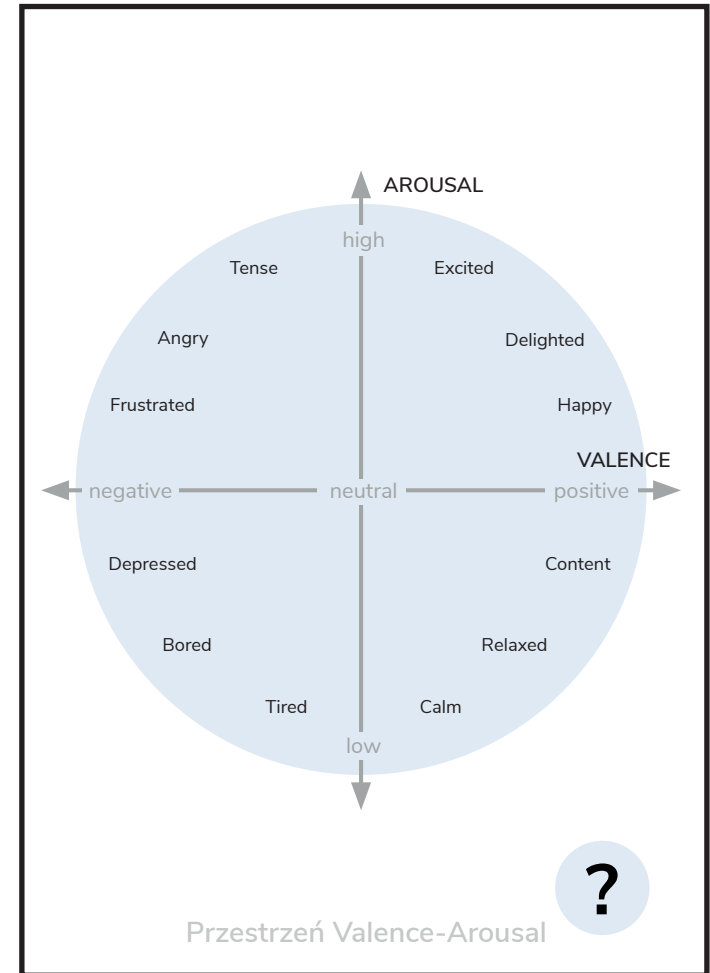 AROUSAL
high
Tense
Excited
Angry
Delighted
Frustrated
Happy
VALENCE
negative
neutral
positive
Depressed
Content
Bored
Relaxed
Tired
Calm
low
?
Przestrzeń Valence-Arousal